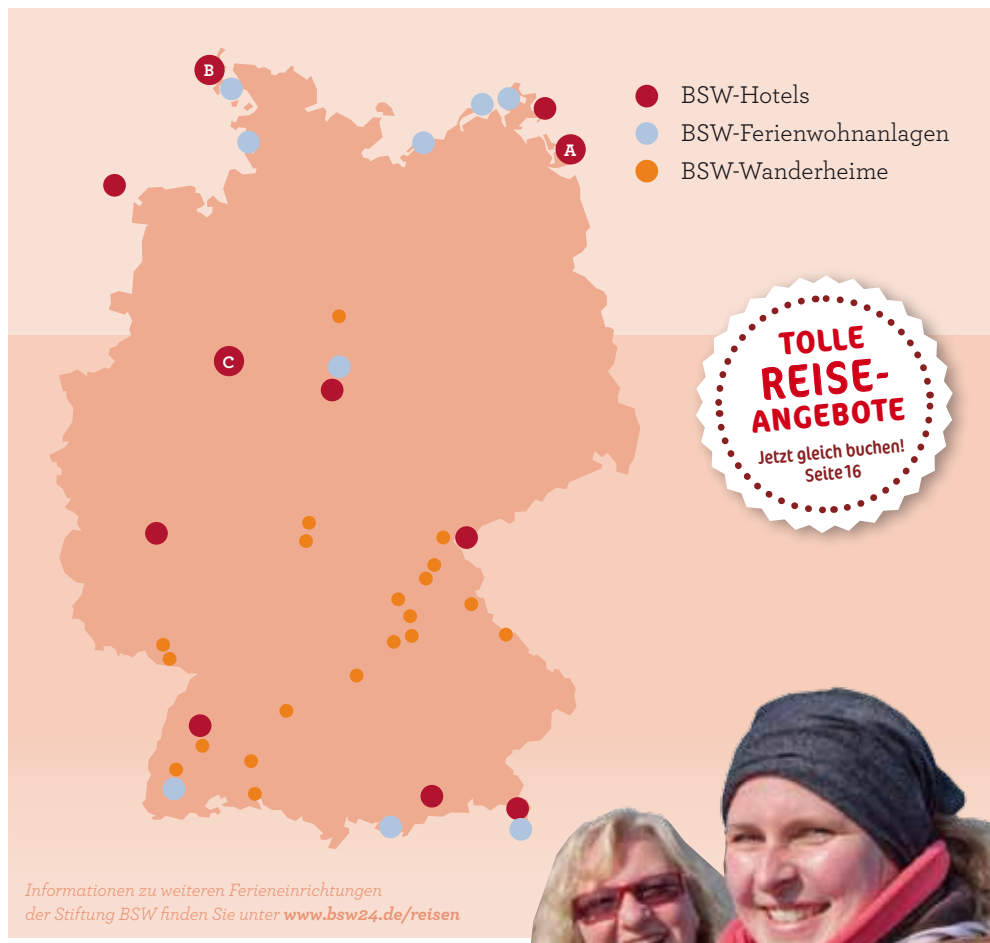 B
BSW-Hotels
BSW-Ferienwohnanlagen
A
BSW-Wanderheime
TOLLE
REISE-
ANGEBOTE
Jetzt gleich buchen!
Seite 16
C
Informationen zu weiteren Ferieneinrichtungen
der Stiftung BSW finden Sie unter www.bsw24.de/reisen